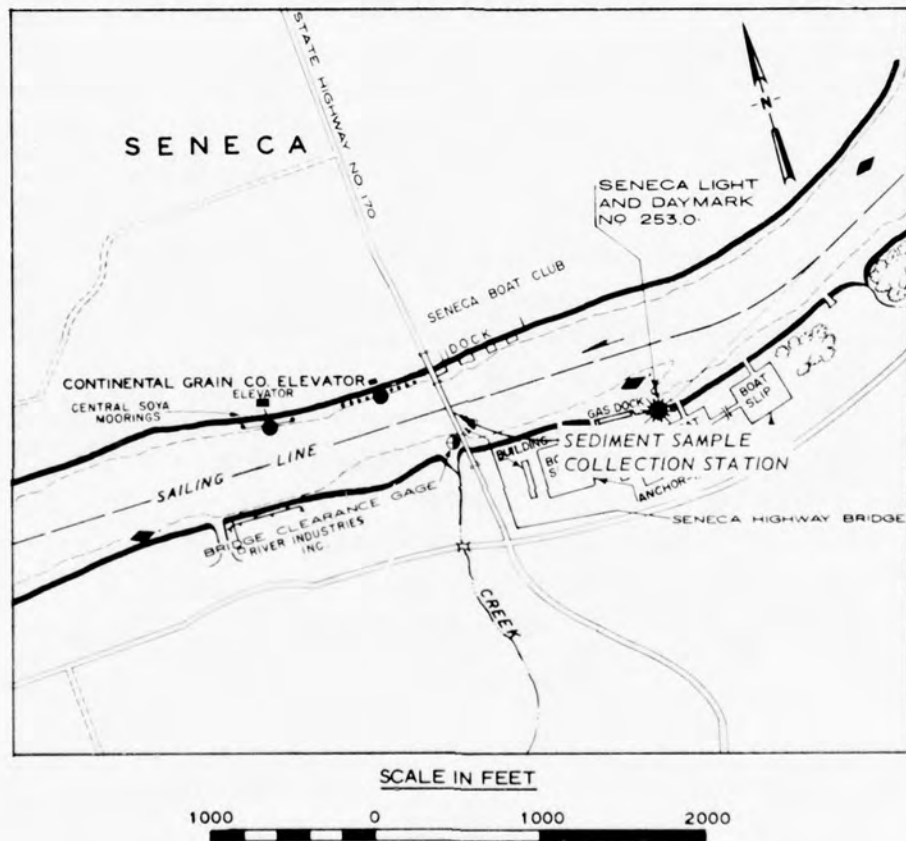 STATE HIGHWAY NO. 170
SENECA
N
SENECA LIGHT
AND DAYMARK
Nº 253.0
SENECA BOAT CLUB
DOCK
CONTINENTAL GRAIN CO. ELEVATOR
ELEVATOR
CENTRAL SOYA
MOORINGS
GAS DOCK
BOAT
SLIP
SAILING LINE
BUILDING
SEDIMENT SAMPLE
COLLECTION STATION
ANCHOR
BRIDGE CLEARANCE GAGE
RIVER INDUSTRIES
INC.
SENECA HIGHWAY BRIDGE
CREEK
SCALE IN FEET
1000 0 1000 2000